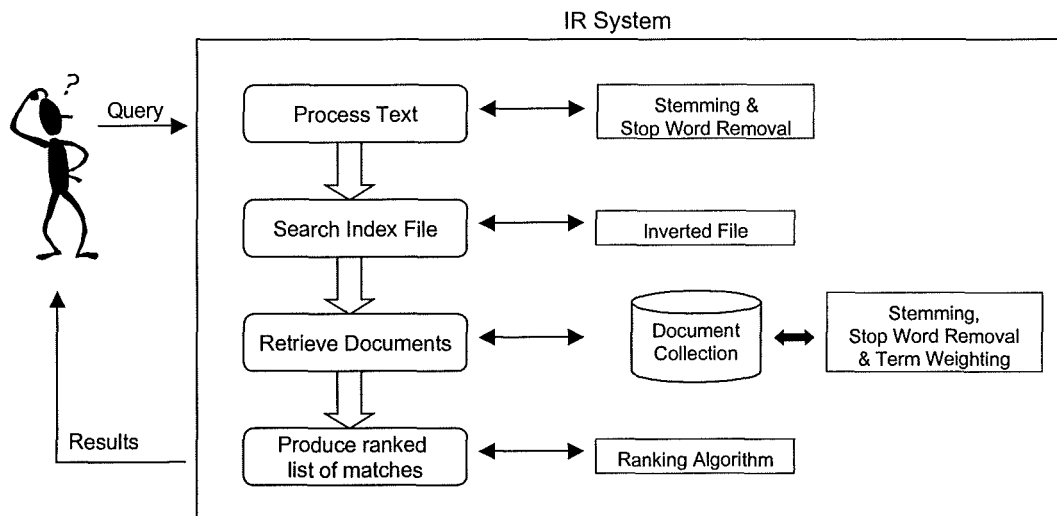 IR System
?
Query
Process Text
Stemming &
Stop Word Removal
Search Index File
Inverted File
Retrieve Documents
Document
Collection
Stemming,
Stop Word Removal
& Term Weighting
Results
Produce ranked
list of matches
Ranking Algorithm